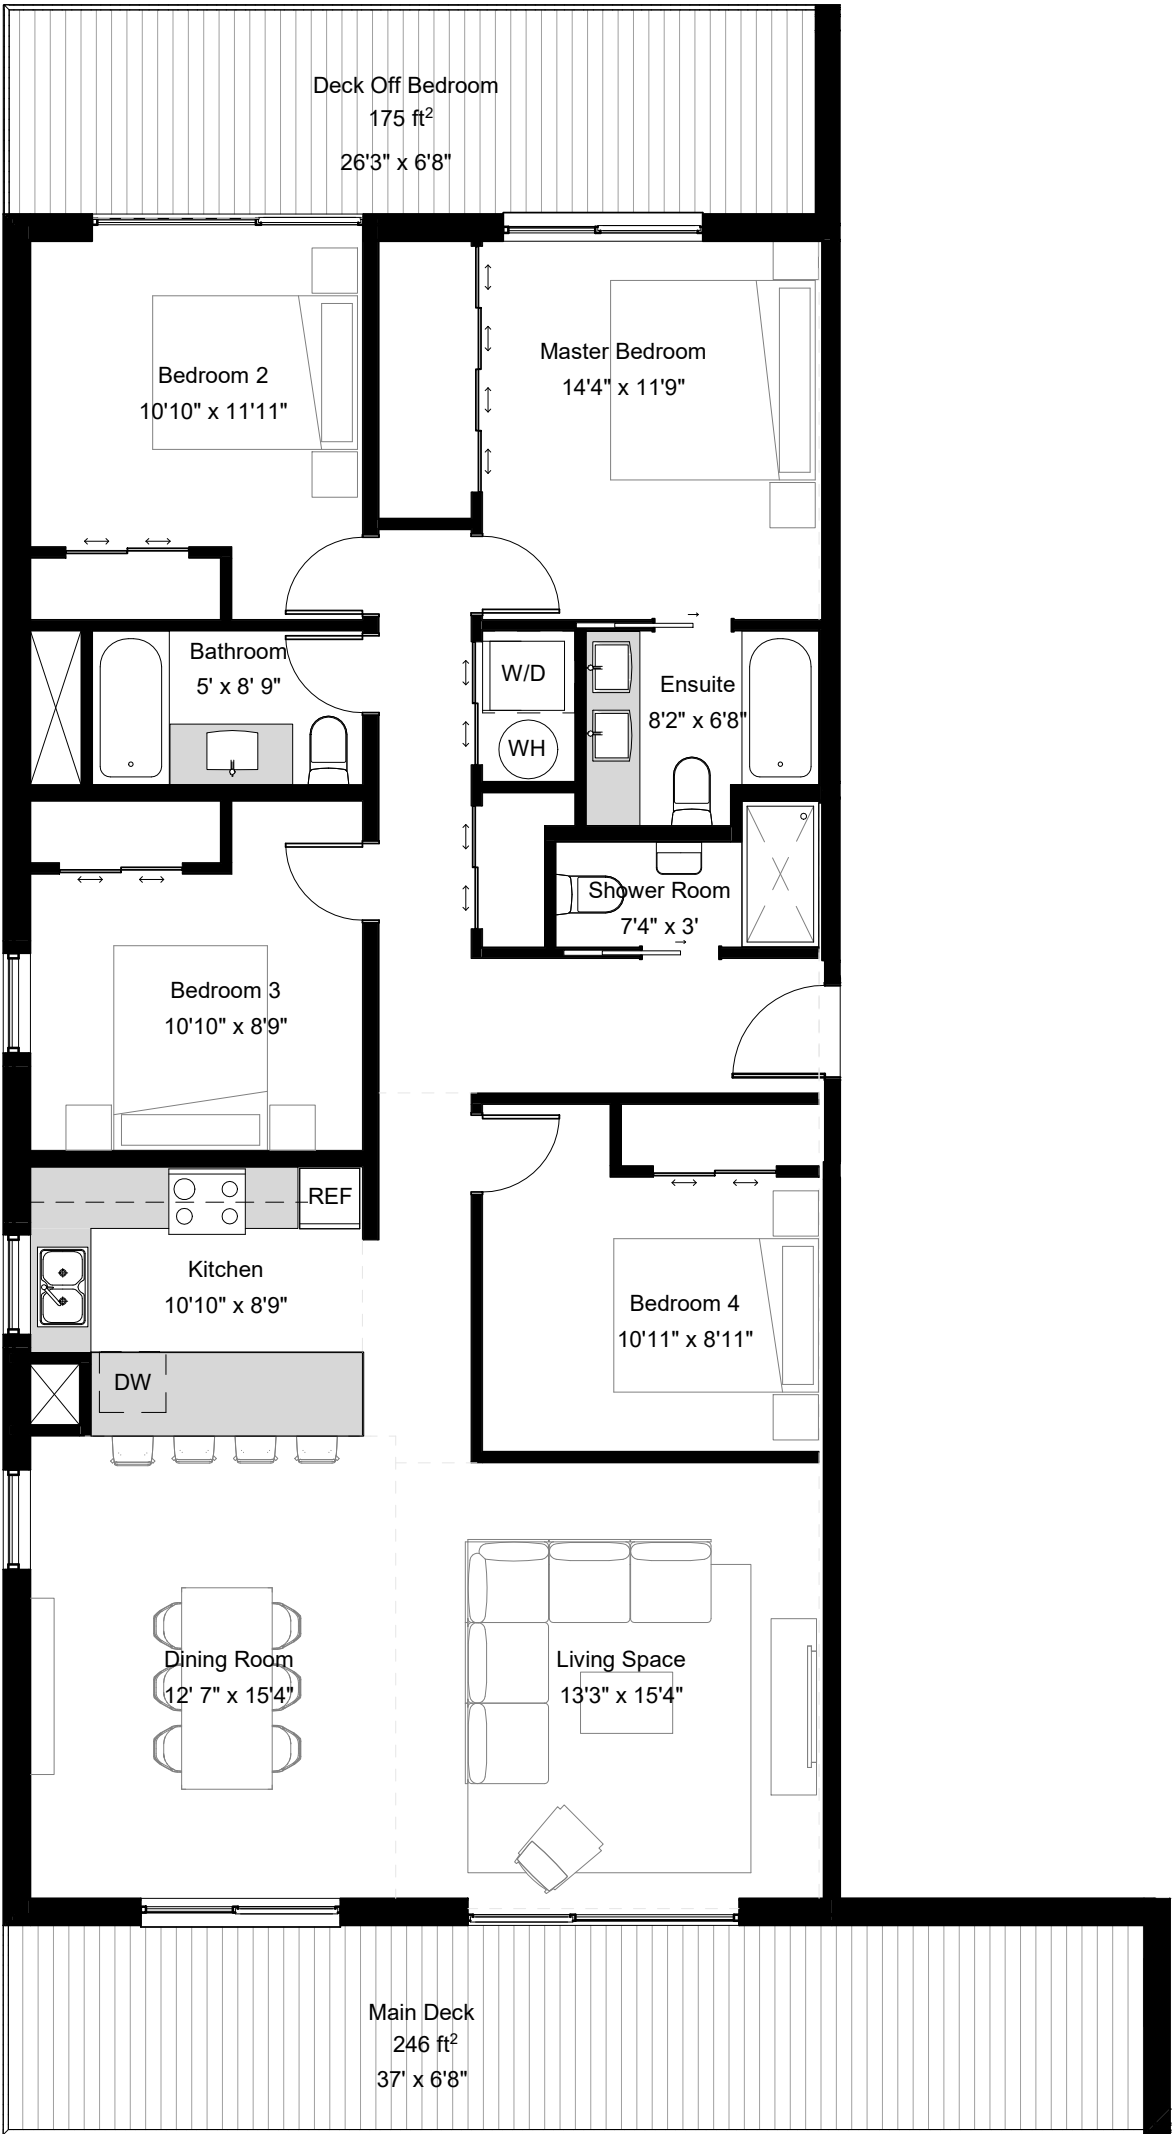 Deck Off Bedroom
175 ft²
26'3" x 6'8"
Bedroom 2
10'10" x 11'11"
Master Bedroom
14'4" x 11'9"
Bathroom
5' x 8' 9"
W/D
WH
Ensuite
8'2" x 6'8"
Shower Room
7'4" x 3'
Bedroom 3
10'10" x 8'9"
REF
Kitchen
10'10" x 8'9"
DW
Bedroom 4
10'11" x 8'11"
Dining Room
12' 7" x 15'4"
Living Space
13'3" x 15'4"
Main Deck
246 ft²
37' x 6'8"